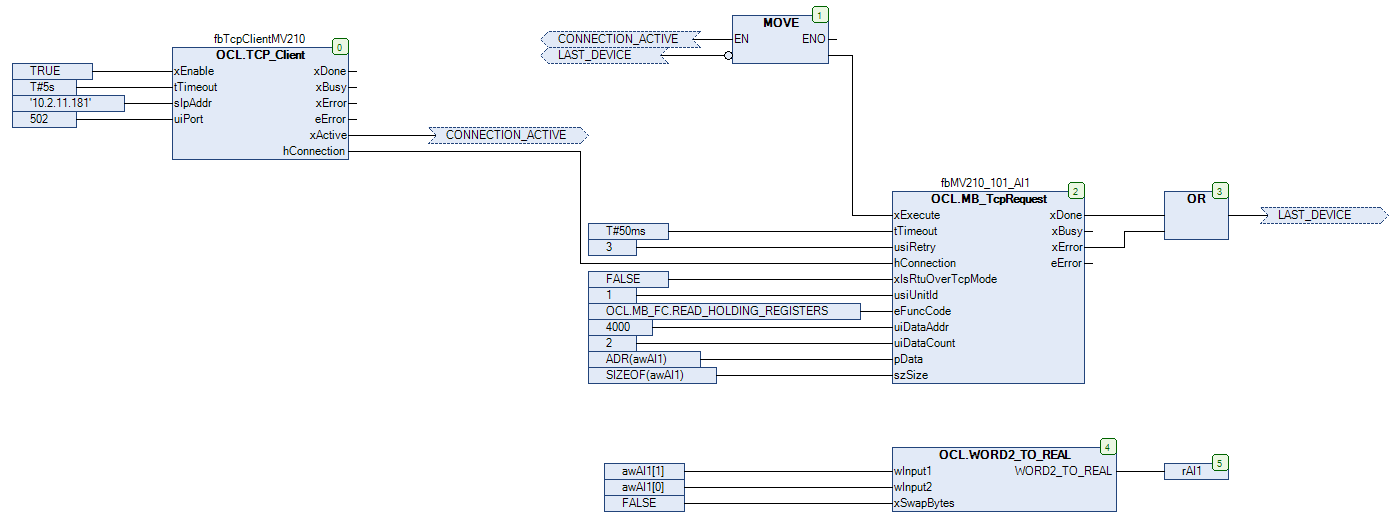 fbTcpClientMV210
0
OCL.TCP_Client
TRUE xEnable xDone
T#5s tTimeout xBusy
'10.2.11.181' sIpAddr xError
502 uiPort eError
xActive CONNECTION_ACTIVE
hConnection
1
MOVE
CONNECTION_ACTIVE EN ENO
LAST_DEVICE
fbMV210_101_AI1
2
OCL.MB_TcpRequest
xExecute xDone
T#50ms tTimeout xBusy
3 usiRetry xError
hConnection eError
FALSE xIsRtuOverTcpMode
1 usiUnitId
OCL.MB_FC.READ_HOLDING_REGISTERS eFuncCode
4000 uiDataAddr
2 uiDataCount
ADR(awAI1) pData
SIZEOF(awAI1) szSize
3
OR
LAST_DEVICE
4
OCL.WORD2_TO_REAL
awAI1[1] wInput1 WORD2_TO_REAL
awAI1[0] wInput2
FALSE xSwapBytes
5
rAI1